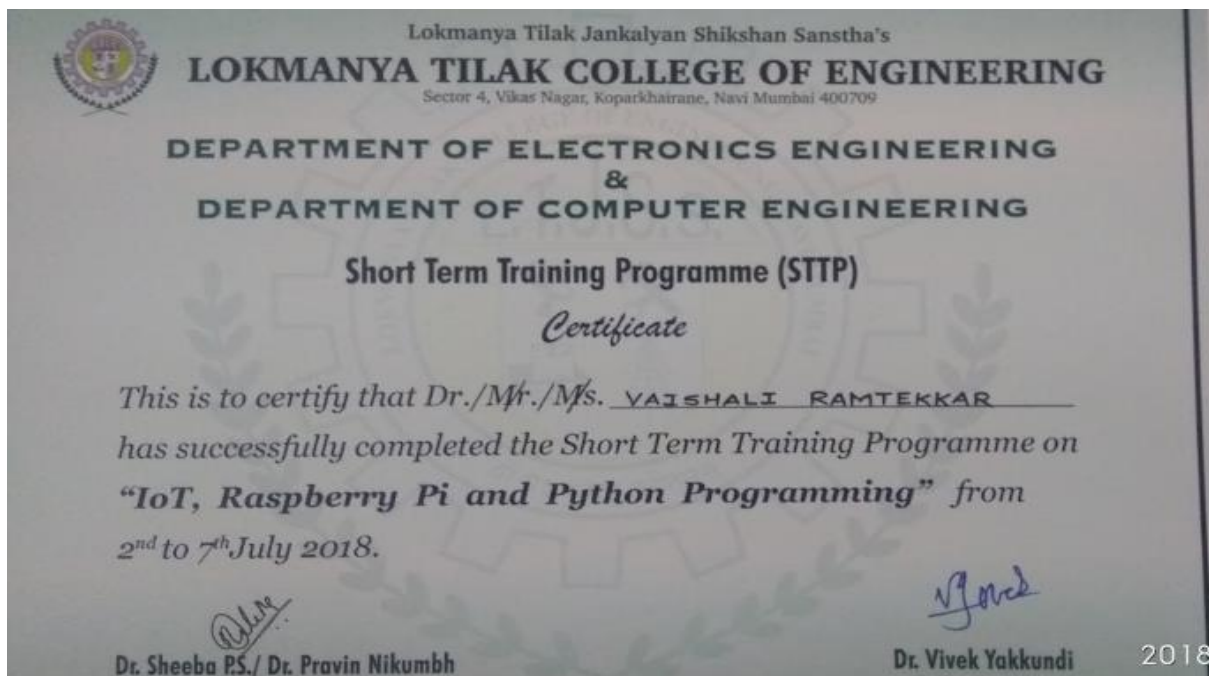 Lokmanya Tilak Jankalyan Shikshan Sanstha's
LOKMANYA TILAK COLLEGE OF ENGINEERING
Sector 4, Vikas Nagar, Koparkhairane, Navi Mumbai 400709
DEPARTMENT OF ELECTRONICS ENGINEERING
&
DEPARTMENT OF COMPUTER ENGINEERING
Short Term Training Programme (STTP)
Certificate
This is to certify that Dr./Mr./Ms. VAISHALI RAMTEKKAR
has successfully completed the Short Term Training Programme on
“IoT, Raspberry Pi and Python Programming” from
2nd to 7th July 2018.
Dr. Sheeba P.S./ Dr. Pravin Nikumbh
Dr. Vivek Yakkundi
2018